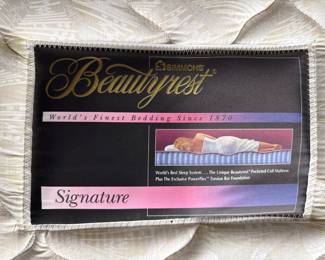 SIMMONS®
Beautyrest®
World's Finest Bedding Since 1870
World's Best Sleep System . . . The Unique Beautyrest® Pocketed Coil Mattress
Plus The Exclusive Powerflex™ Torsion Bar Foundation
Signature